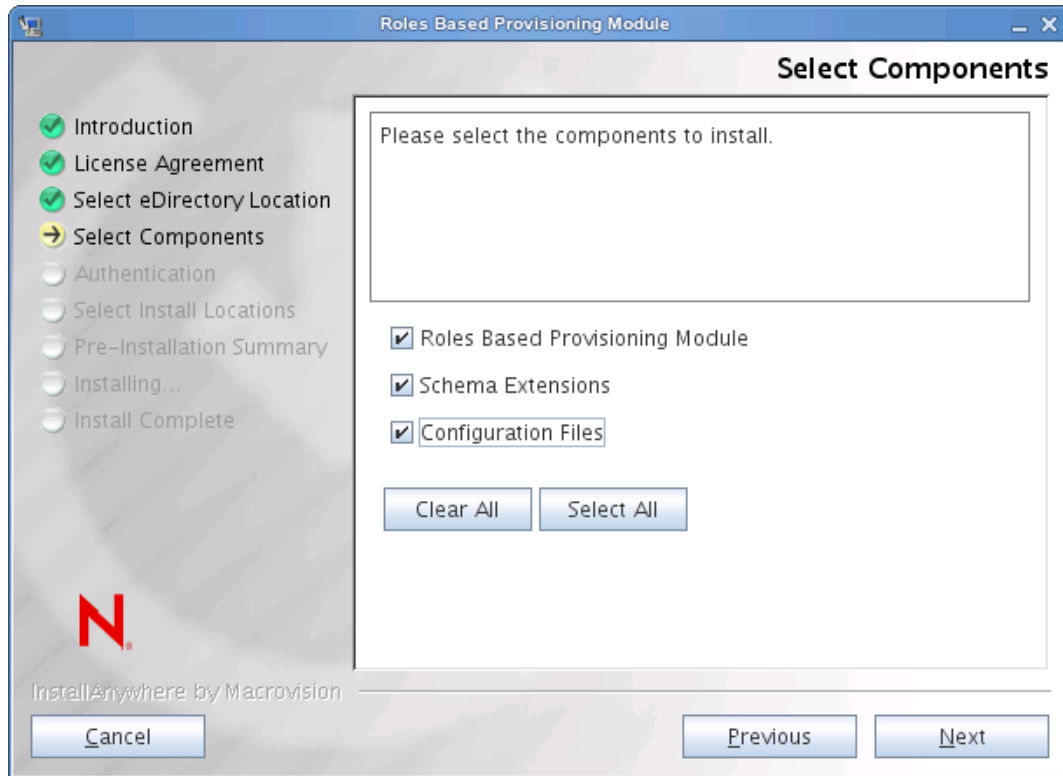 Roles Based Provisioning Module
Select Components
Introduction
License Agreement
Select eDirectory Location
Select Components
Authentication
Select Install Locations
Pre-Installation Summary
Installing...
Install Complete
Please select the components to install.
Roles Based Provisioning Module
Schema Extensions
Configuration Files
Clear All
Select All
N
InstallAnywhere by Macrovision
Cancel
Previous
Next